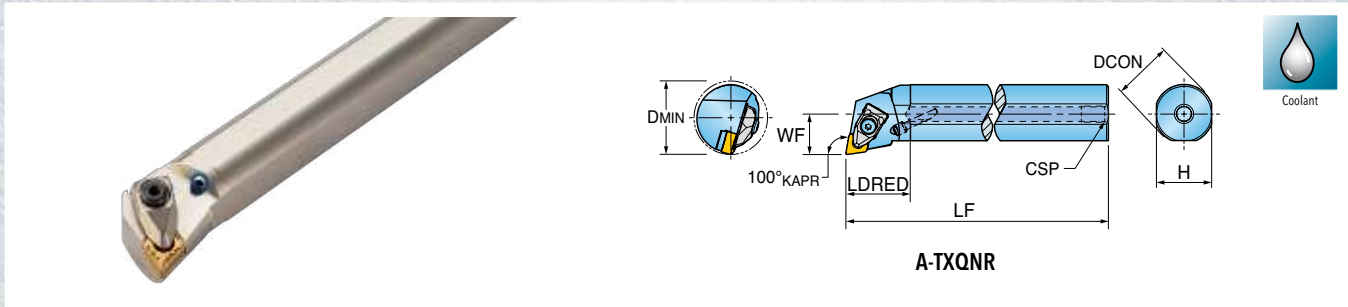 Coolant
DCON
DMIN
WF
100°KAPR
LDRED
CSP
H
LF
A-TXQNR